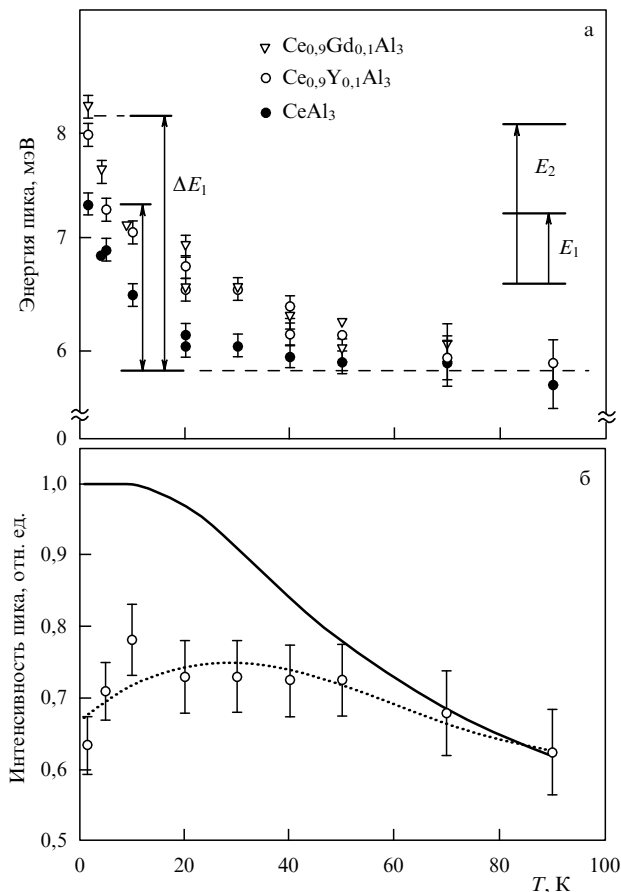 а
Ce0,9Gd0,1Al3
Ce0,9Y0,1Al3
CeAl3
Энергия пика, мэВ
8
7
6
0
ΔE1
E2
E1
б
Интенсивность пика, отн. ед.
1,0
0,9
0,8
0,7
0,6
0,5
0
20
40
60
80
100
T, К